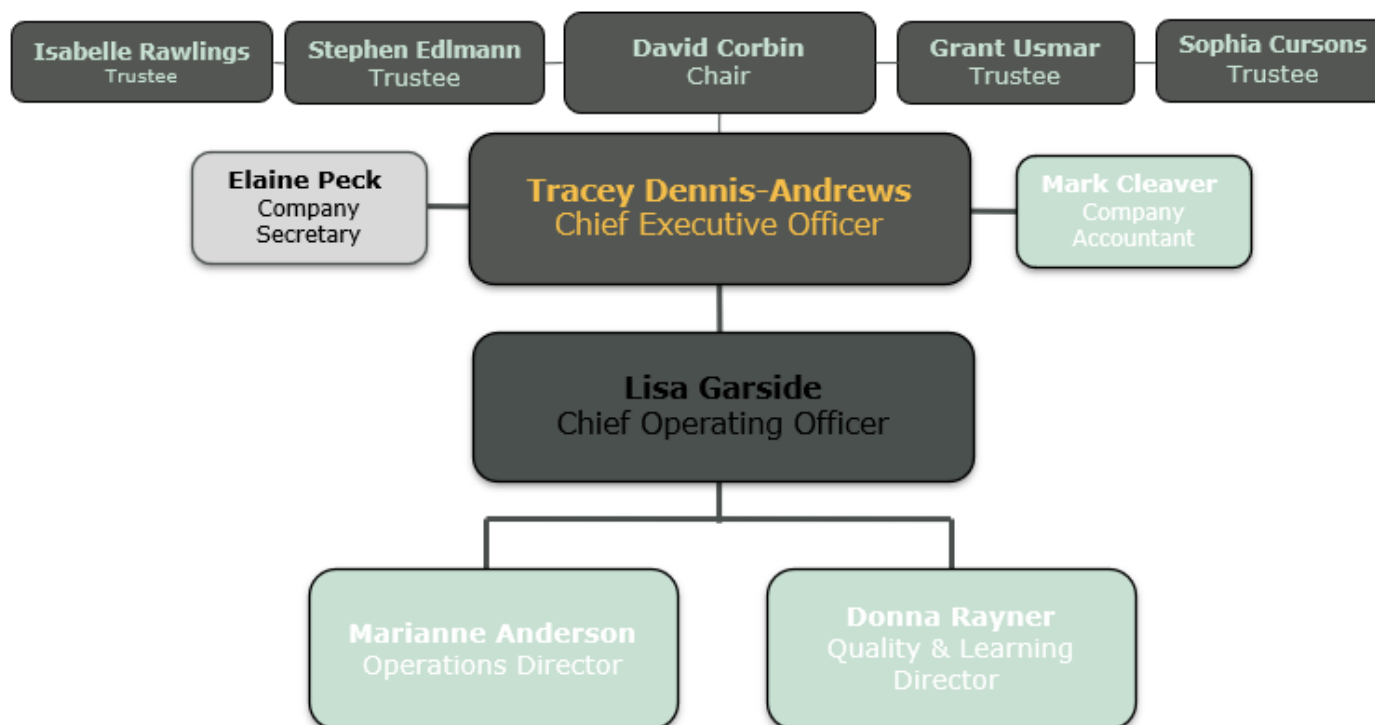 Isabelle Rawlings
Trustee
Stephen Edlmann
Trustee
David Corbin
Chair
Grant Usmar
Trustee
Sophia Cursons
Trustee
Elaine Peck
Company
Secretary
Tracey Dennis-Andrews
Chief Executive Officer
Mark Cleaver
Company
Accountant
Lisa Garside
Chief Operating Officer
Marianne Anderson
Operations Director
Donna Rayner
Quality & Learning
Director